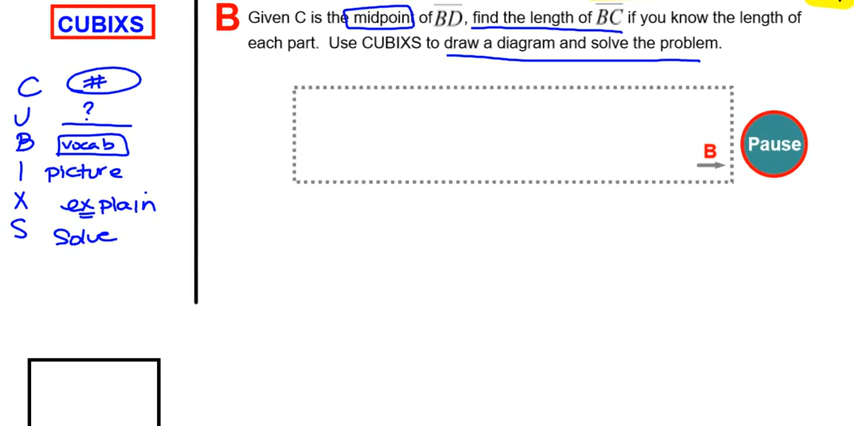 CUBIXS
C #
U ?
B vocab
I picture
X explain
S Solve
B Given C is the midpoint of BD, find the length of BC if you know the length of
each part. Use CUBIXS to draw a diagram and solve the problem.
B
Pause